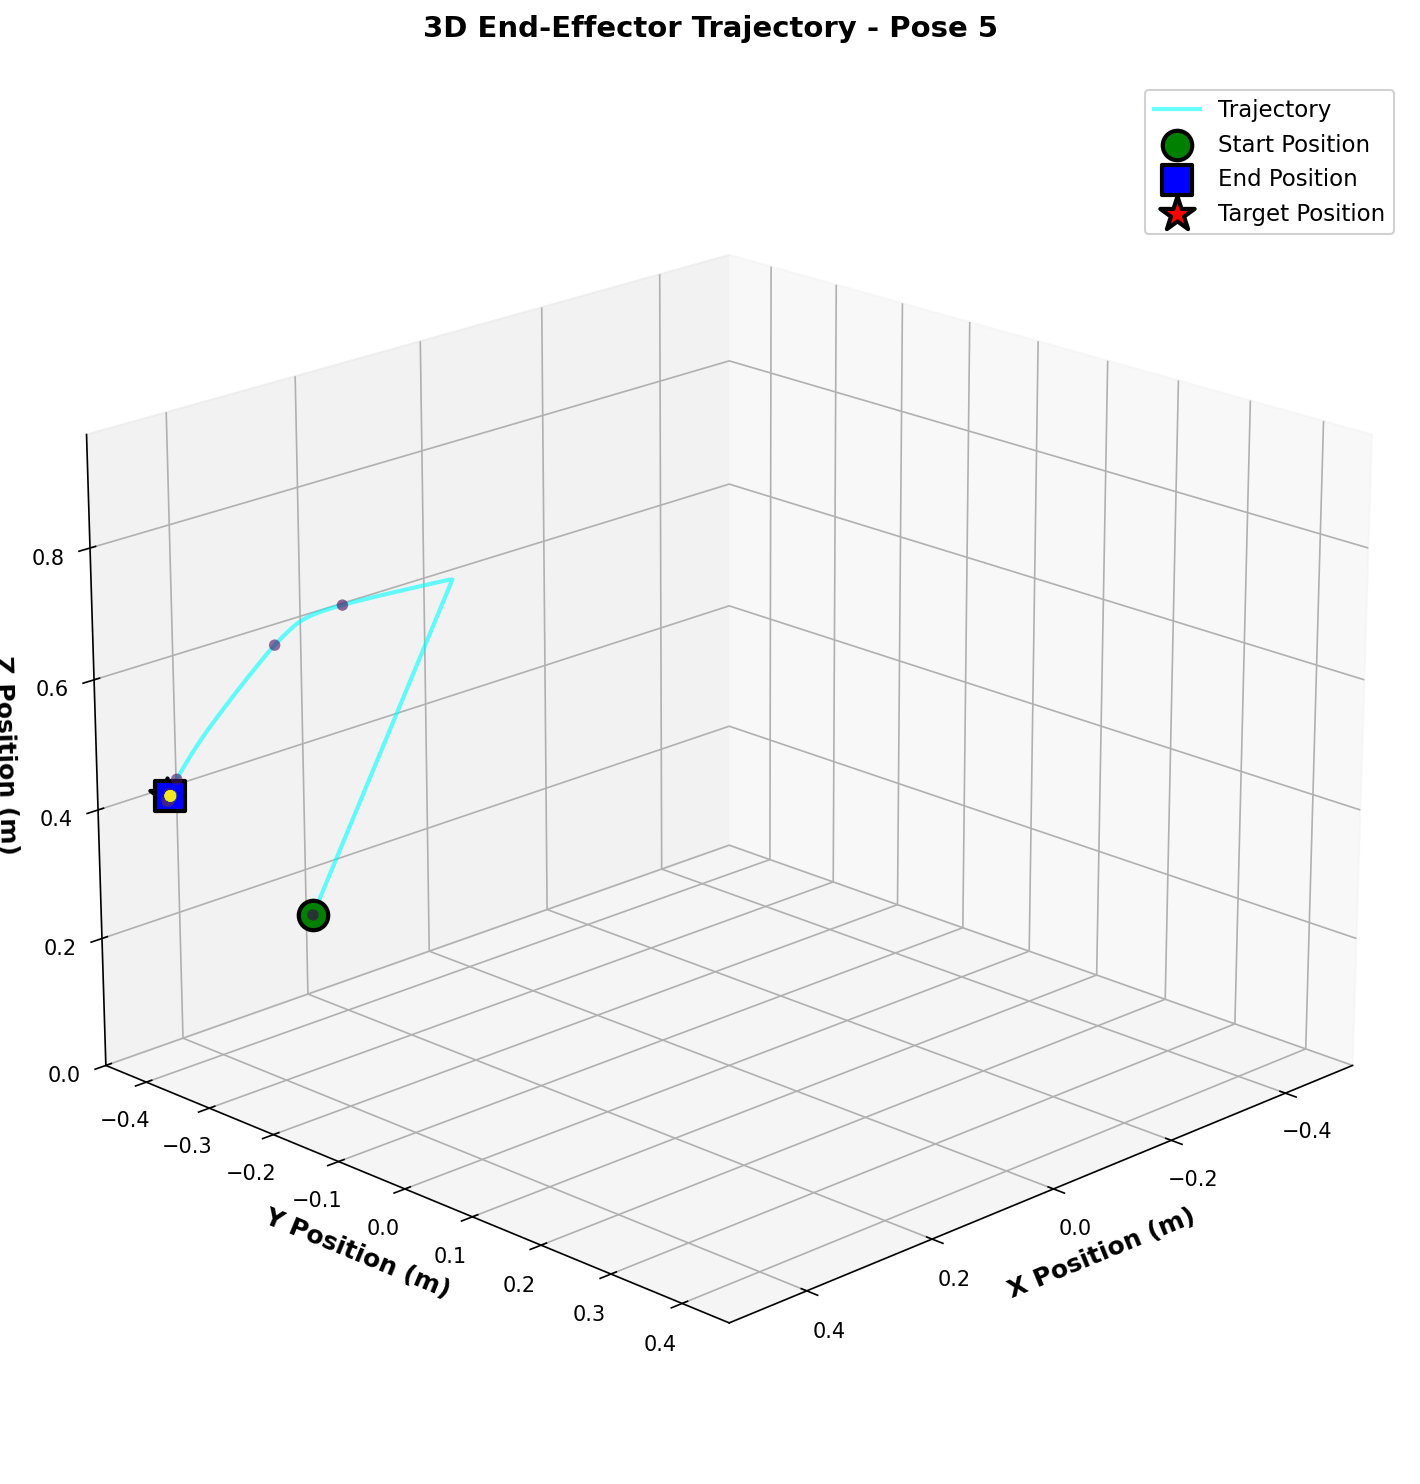 3D End-Effector Trajectory - Pose 5
Trajectory
Start Position
End Position
Target Position
0.8
0.6
0.4
0.2
0.0
Z Position (m)
−0.4
−0.3
−0.2
−0.1
0.0
0.1
0.2
0.3
0.4
Y Position (m)
−0.4
−0.2
0.0
0.2
0.4
X Position (m)